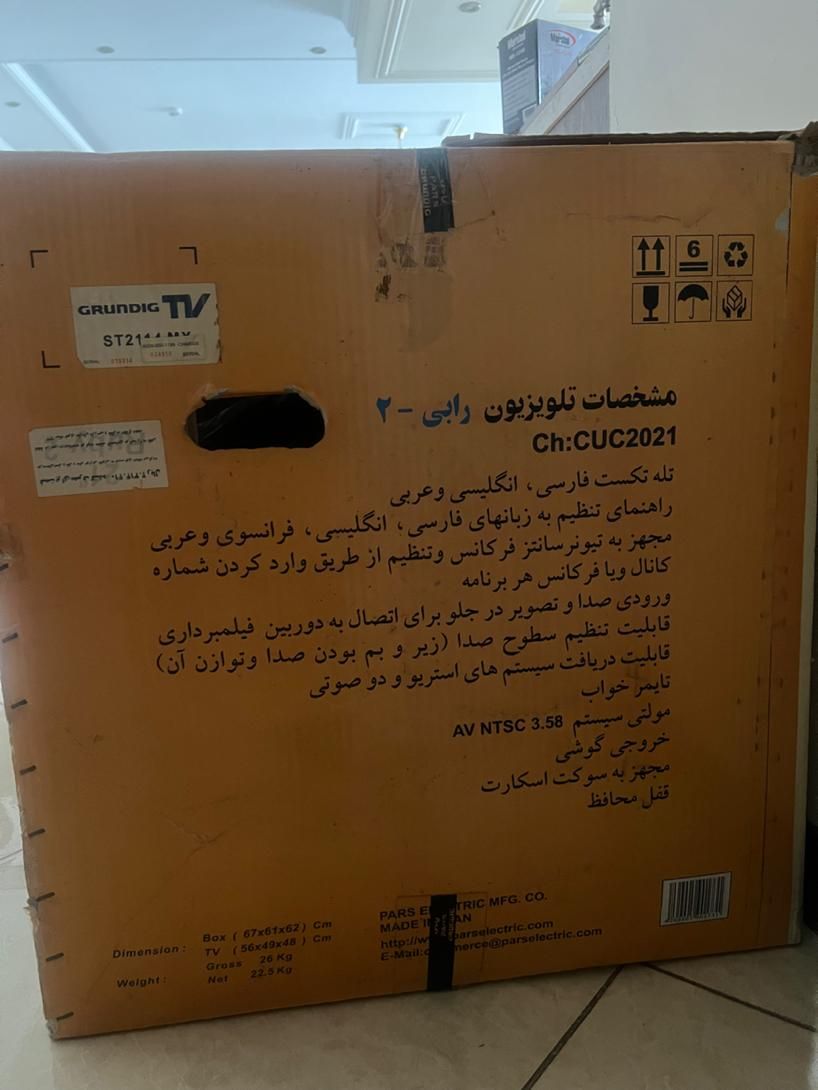 Marshal
Marshal
GRUNDIG TV
6
مشخصات تلویزیون رابی - ۲
Ch:CUC2021
تله تکست فارسی، انگلیسی وعربی
راهنمای تنظیم به زبانهای فارسی، انگلیسی، فرانسوی وعربی
مجهز به تیونرسانتز فرکانس وتنظیم از طریق وارد کردن شماره
کانال ویا فرکانس هر برنامه
ورودی صدا و تصویر در جلو برای اتصال به دوربین فیلمبرداری
قابلیت تنظیم سطوح صدا (زیر و بم بودن صدا وتوازن آن)
قابلیت دریافت سیستم های استریو و دو صوتی
تایمر خواب
مولتی سیستم AV NTSC 3.58
خروجی گوشی
مجهز به سوکت اسکارت
قفل محافظ
Dimension : Box ( 67x61x62 ) Cm
TV ( 56x49x48 ) Cm
Weight : Gross 26 Kg
Net 22.5 Kg
PARS MFG. CO.
MADE
http://
E-Mail: